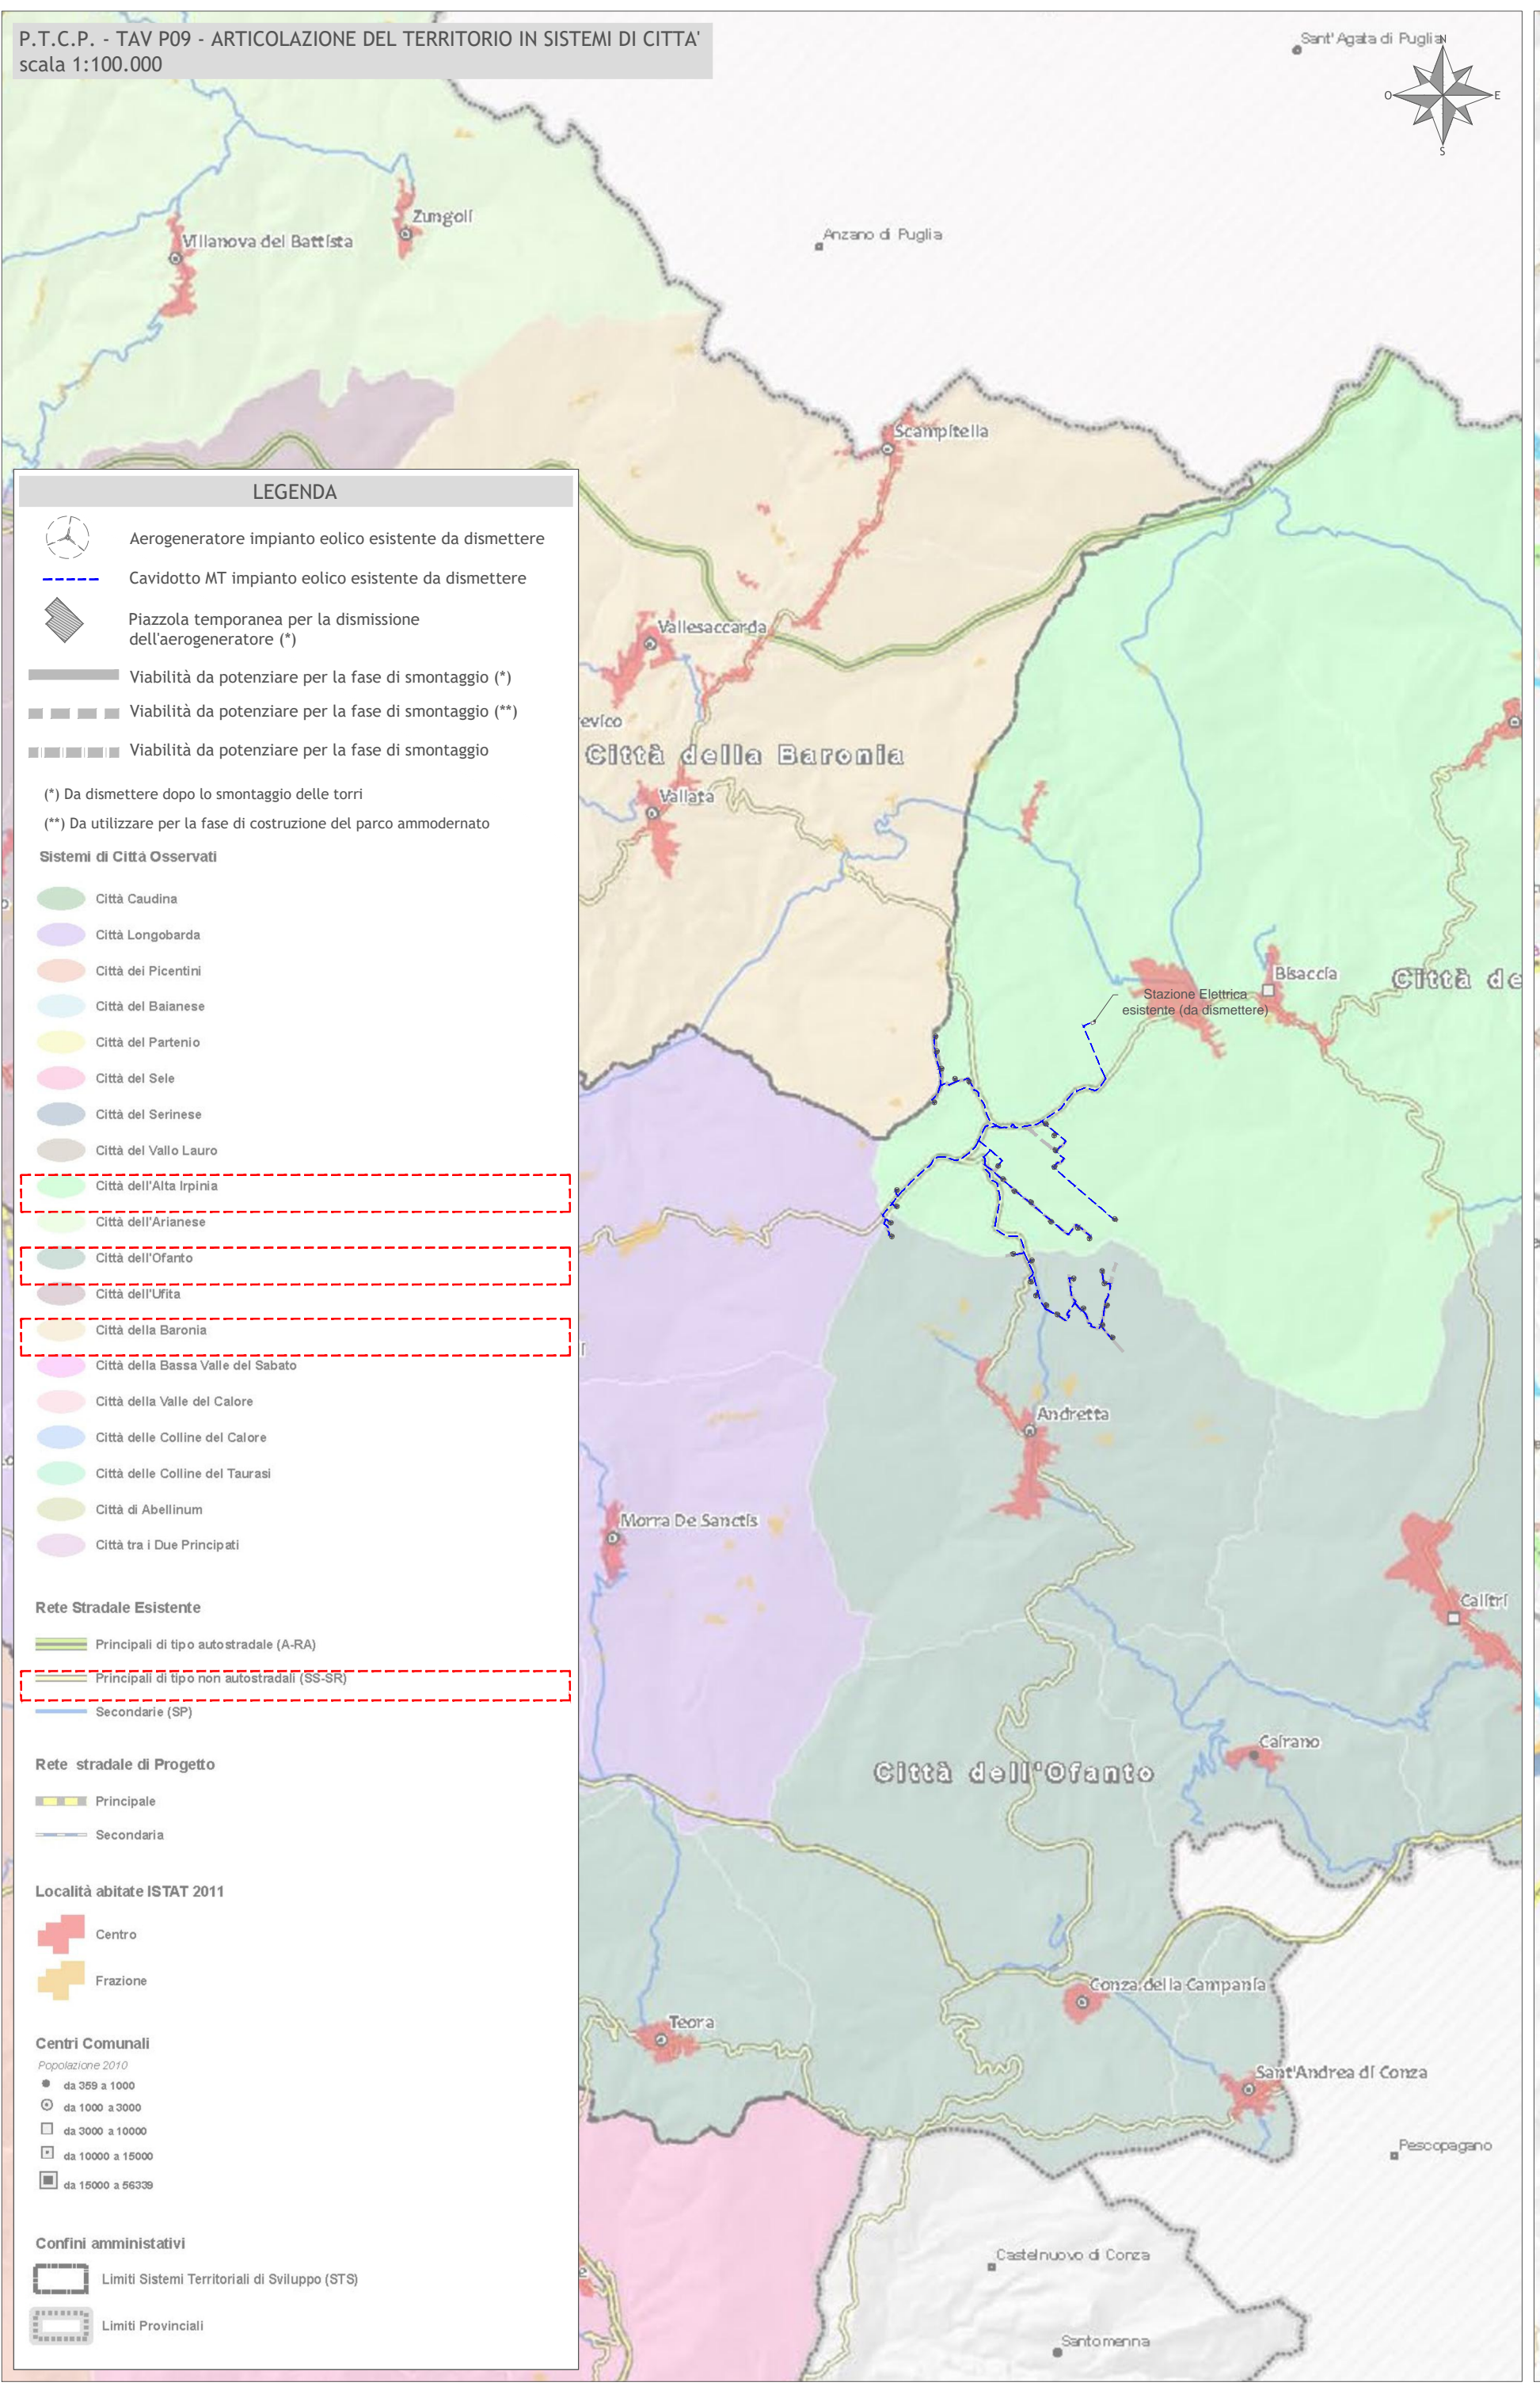 P.T.C.P. - TAV P09 - ARTICOLAZIONE DEL TERRITORIO IN SISTEMI DI CITTA'
scala 1:100.000
Sant'Agata di Puglia
N
O
E
S
Zungoli
Villanova del Battista
Anzano di Puglia
Scampitella
LEGENDA
Aerogeneratore impianto eolico esistente da dismettere
Cavidotto MT impianto eolico esistente da dismettere
Piazzola temporanea per la dismissione
dell'aerogeneratore (*)
Viabilità da potenziare per la fase di smontaggio (*)
Viabilità da potenziare per la fase di smontaggio (**)
Viabilità da potenziare per la fase di smontaggio
(*) Da dismettere dopo lo smontaggio delle torri
(**) Da utilizzare per la fase di costruzione del parco ammodernato
Sistemi di Città Osservati
Città Caudina
Città Longobarda
Città dei Picentini
Città del Baianese
Città del Partenio
Città del Sele
Città del Serinese
Città del Vallo Lauro
Città dell'Alta Irpinia
Città dell'Arianese
Città dell'Ofanto
Città dell'Ufita
Città della Baronia
Città della Bassa Valle del Sabato
Città della Valle del Calore
Città delle Colline del Calore
Città delle Colline del Taurasi
Città di Abellinum
Città tra i Due Principati
Rete Stradale Esistente
Principali di tipo autostradale (A-RA)
Principali di tipo non autostradali (SS-SR)
Secondarie (SP)
Rete stradale di Progetto
Principale
Secondaria
Località abitate ISTAT 2011
Centro
Frazione
Centri Comunali
Popolazione 2010
da 359 a 1000
da 1000 a 3000
da 3000 a 10000
da 10000 a 15000
da 15000 a 56339
Confini amministativi
Limiti Sistemi Territoriali di Sviluppo (STS)
Limiti Provinciali
Vallesaccarda
evico
Città della Baronia
Vallata
Bisaccia
Città de
Stazione Elettrica
esistente (da dismettere)
Andretta
Morra De Sanctis
Calitri
Cairano
Città dell'Ofanto
Conza della Campania
Teora
Sant'Andrea di Conza
Pescopagano
Castelnuovo di Conza
Santomenna